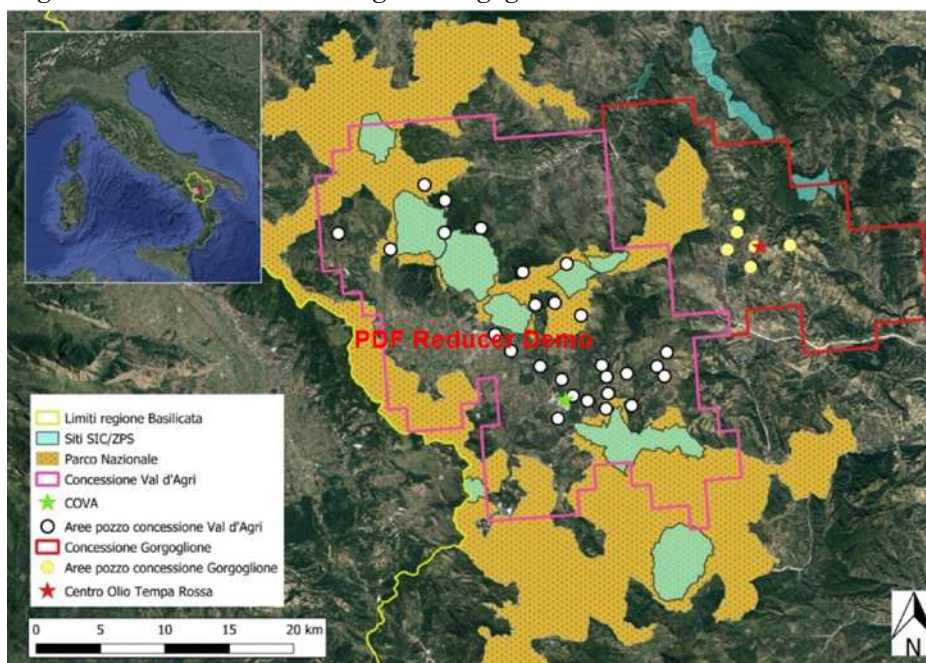 PDF Reducer Demo
Limiti regione Basilicata
Siti SIC/ZPS
Parco Nazionale
Concessione Val d'Agri
COVA
Aree pozzo concessione Val d'Agri
Concessione Gorgoglione
Aree pozzo concessione Gorgoglione
Centro Olio Tempa Rossa
0 5 10 15 20 km
N